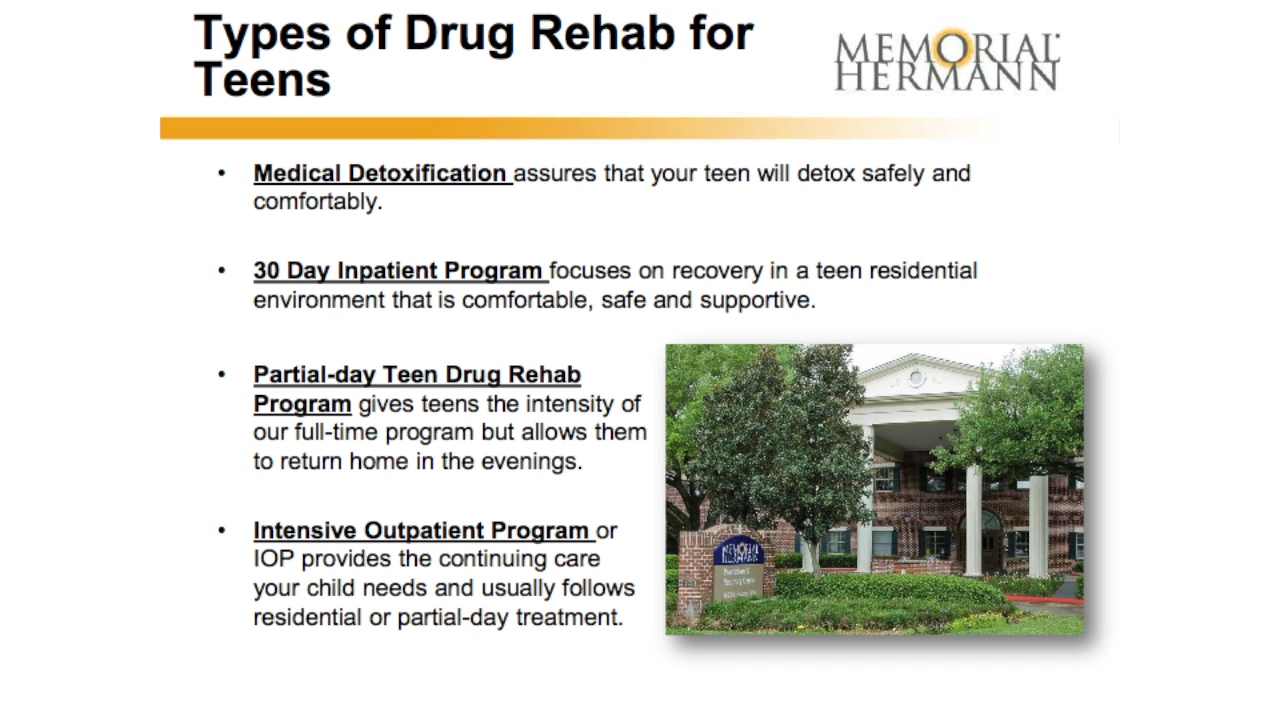 Types of Drug Rehab for
Teens
MEMORIAL
HERMANN
• Medical Detoxification assures that your teen will detox safely and
comfortably.
• 30 Day Inpatient Program focuses on recovery in a teen residential
environment that is comfortable, safe and supportive.
• Partial-day Teen Drug Rehab
Program gives teens the intensity of
our full-time program but allows them
to return home in the evenings.
• Intensive Outpatient Program or
IOP provides the continuing care
your child needs and usually follows
residential or partial-day treatment.
MEMORIAL
HERMANN
Recovery Center